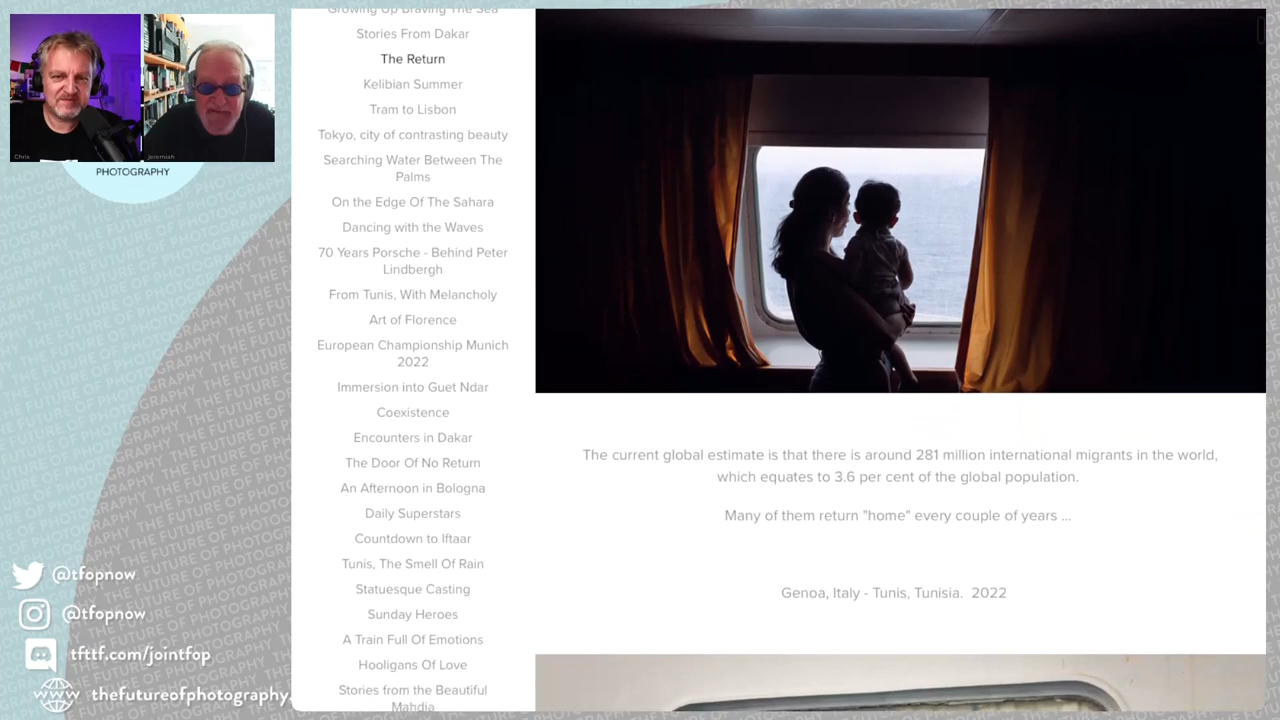 Chris
Jeremiah
PHOTOGRAPHY
@tfopnow
@tfopnow
tfttf.com/jointfop
thefutureofphotography.
Growing Up Braving The Sea
Stories From Dakar
The Return
Kelibian Summer
Tram to Lisbon
Tokyo, city of contrasting beauty
Searching Water Between The
Palms
On the Edge Of The Sahara
Dancing with the Waves
70 Years Porsche - Behind Peter
Lindbergh
From Tunis, With Melancholy
Art of Florence
European Championship Munich
2022
Immersion into Guet Ndar
Coexistence
Encounters in Dakar
The Door Of No Return
An Afternoon in Bologna
Daily Superstars
Countdown to Iftaar
Tunis, The Smell Of Rain
Statuesque Casting
Sunday Heroes
A Train Full Of Emotions
Hooligans Of Love
Stories from the Beautiful
Mahdia
The current global estimate is that there is around 281 million international migrants in the world,
which equates to 3.6 per cent of the global population.
Many of them return "home" every couple of years ...
Genoa, Italy - Tunis, Tunisia.  2022